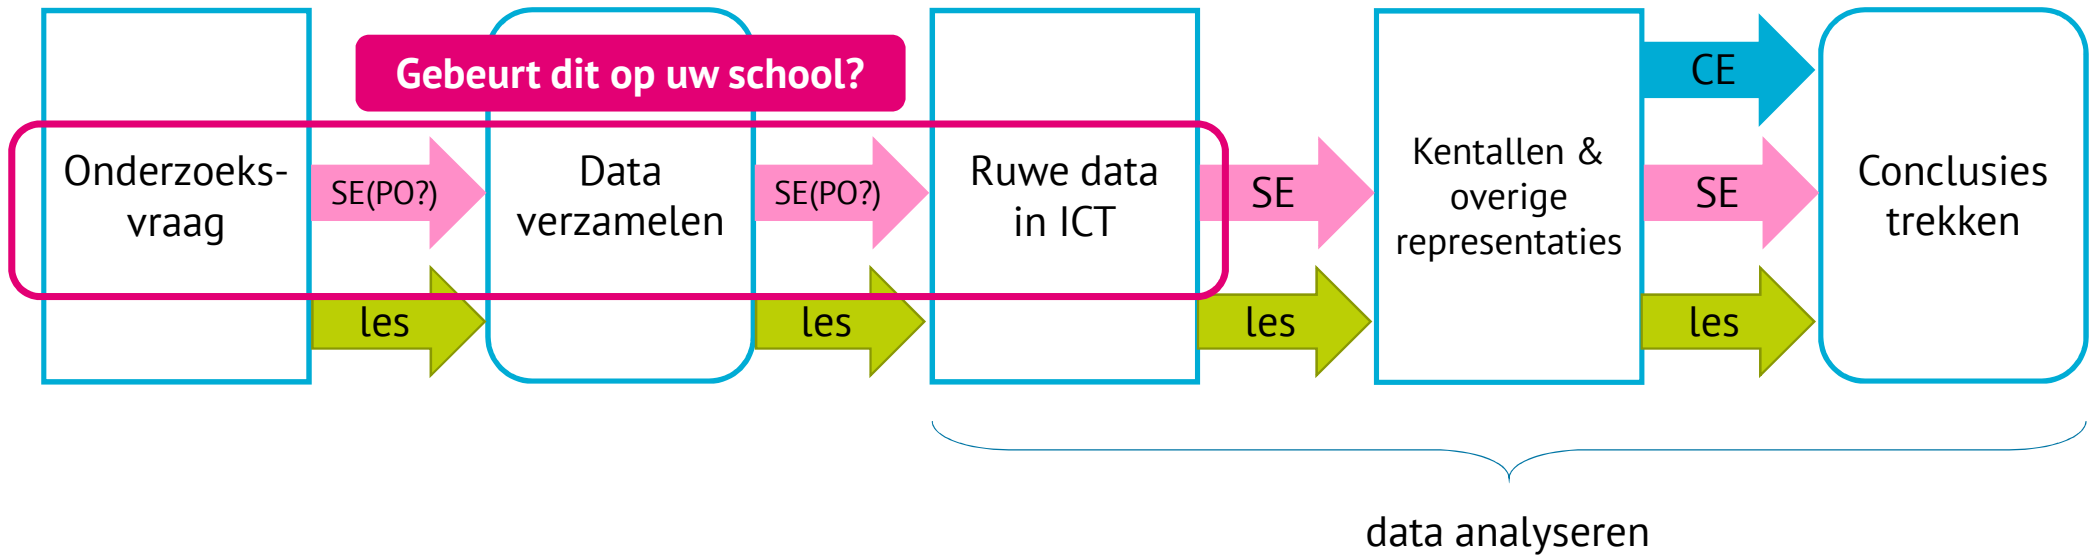 Gebeurt dit op uw school?
Onderzoeks-
vraag
SE(PO?)
les
Data
verzamelen
SE(PO?)
les
Ruwe data
in ICT
SE
les
Kentallen &
overige
representaties
CE
SE
les
Conclusies
trekken
data analyseren